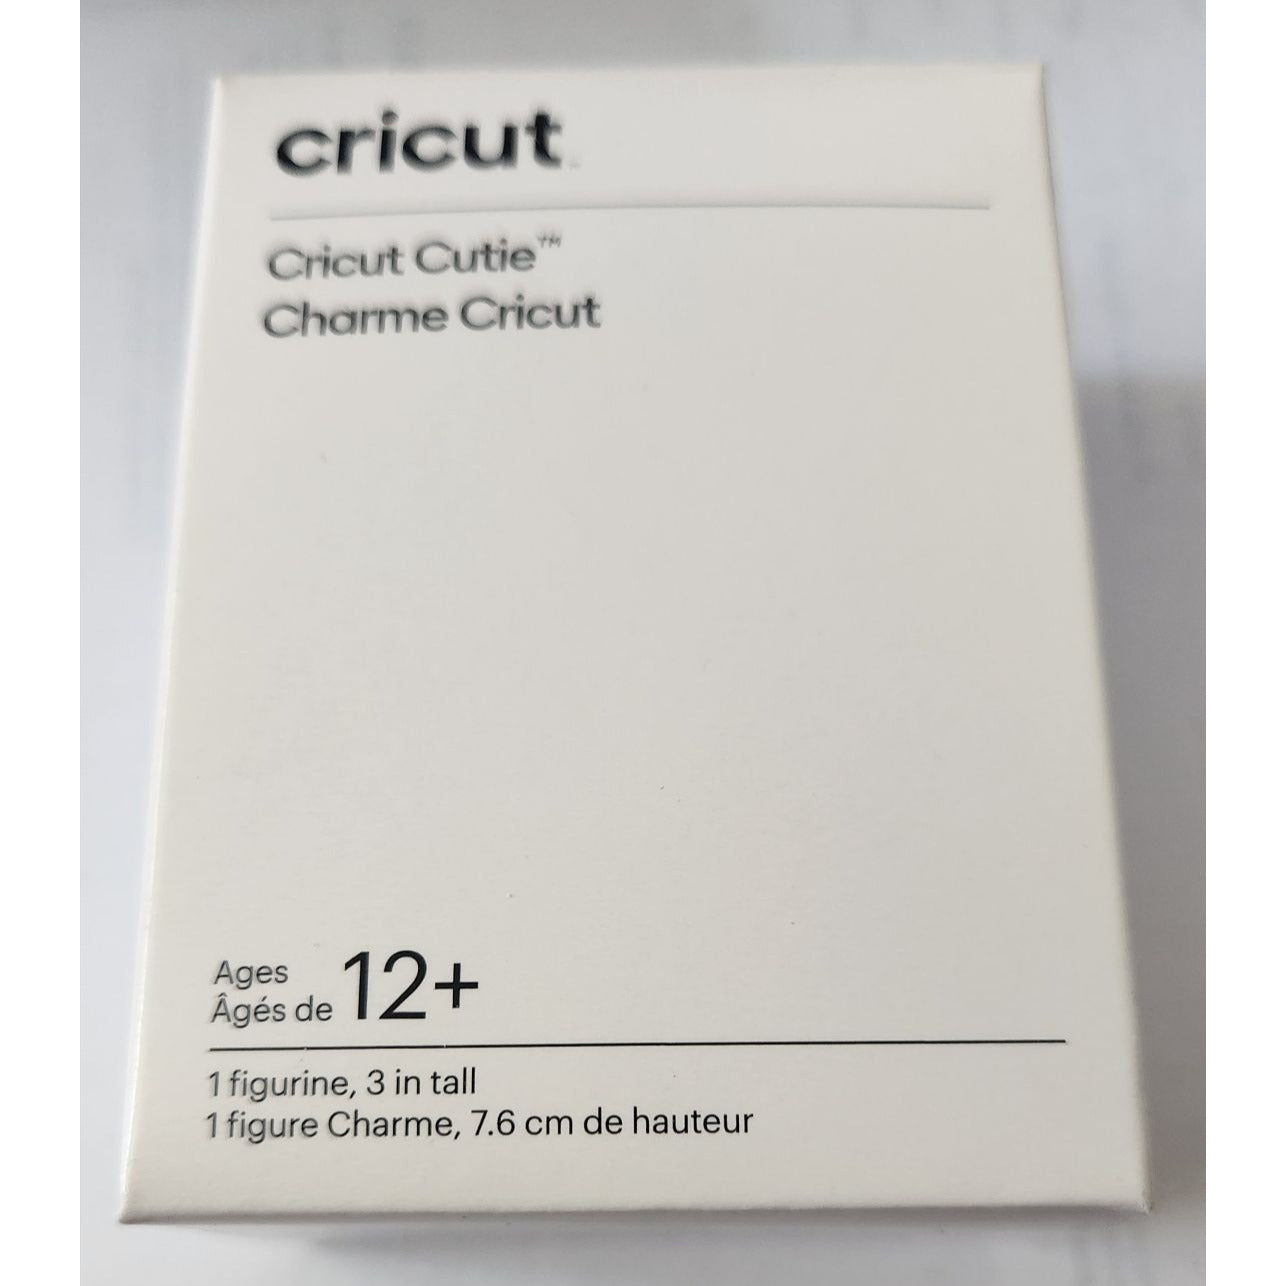 cricut
Cricut Cutie™
Charme Cricut
Ages
Âgés de 12+
1 figurine, 3 in tall
1 figure Charme, 7.6 cm de hauteur